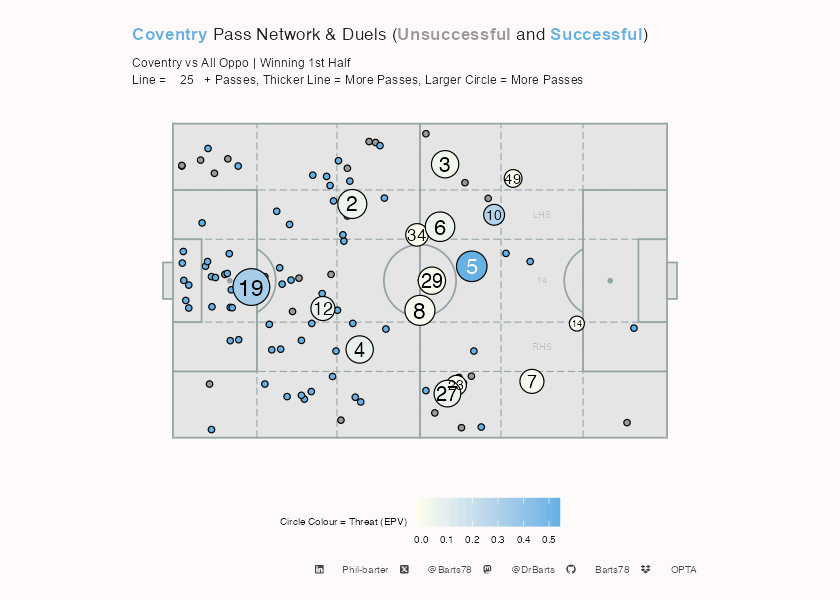 Coventry Pass Network & Duels (Unsuccessful and Successful)
Coventry vs All Oppo | Winning 1st Half
Line = 25 + Passes, Thicker Line = More Passes, Larger Circle = More Passes
3
49
2
10
LHS
6
34
5
19
29
14
12
8
14
4
RHS
7
23
27
Circle Colour = Threat (EPV)
0.0 0.1 0.2 0.3 0.4 0.5
Phil-barter @Barts78 @DrBarts Barts78 OPTA